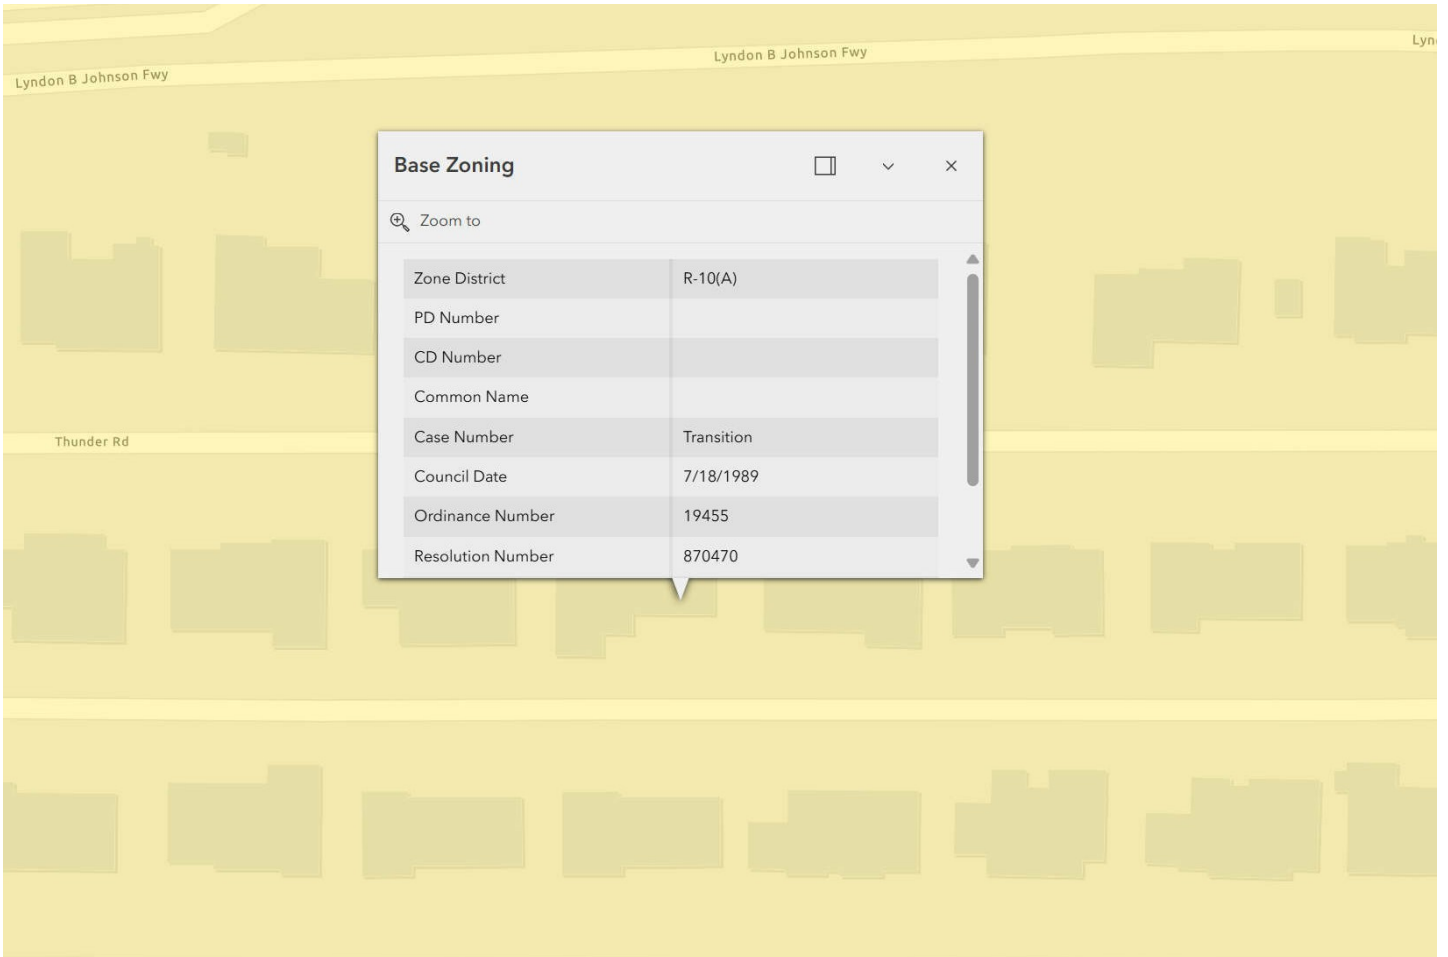 Lyndon B Johnson Fwy
Lyndon B Johnson Fwy
Lyn
Base Zoning
Zoom to
Zone District R-10(A)
PD Number
CD Number
Common Name
Case Number Transition
Council Date 7/18/1989
Ordinance Number 19455
Resolution Number 870470
Thunder Rd